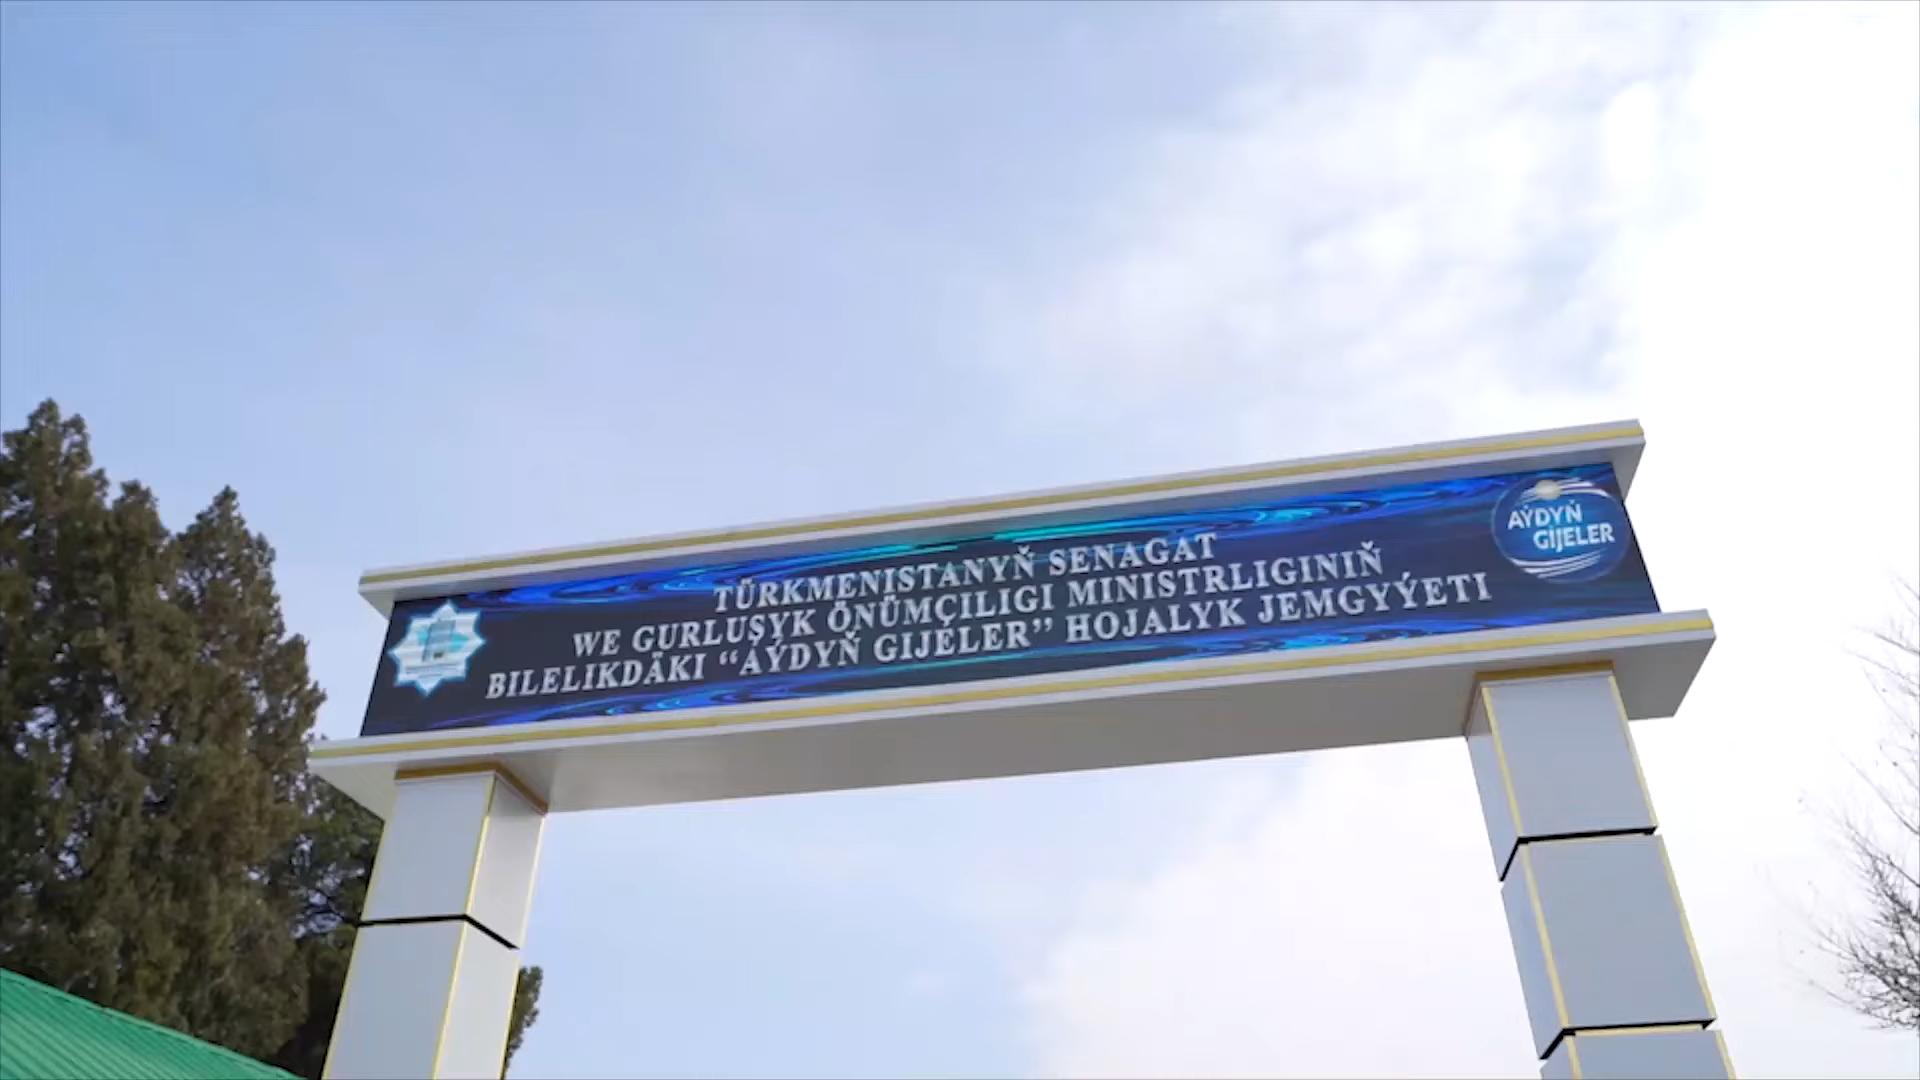 TÜRKMENISTANYŇ SENAGAT
WE GURLUŞYK ÖNÜMÇILIGI MINISTRLIGINIŇ
BILELIKDÄKI “AÝDYŇ GIJELER” HOJALYK JEMGYÝETI
AÝDYŇ
GIJELER